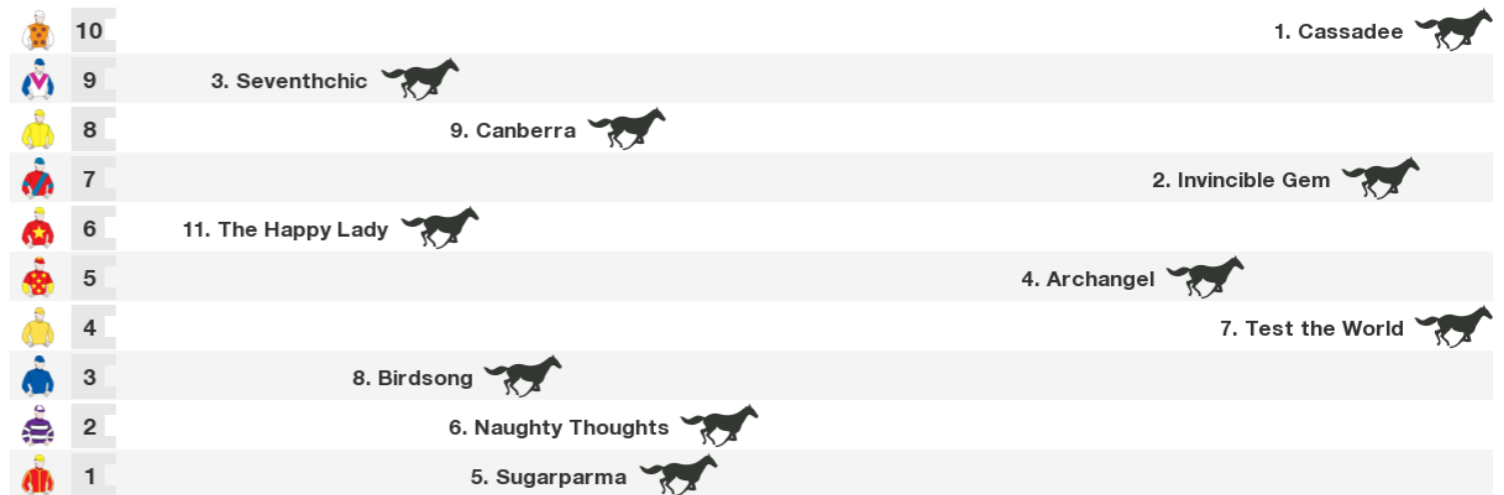 10 1. Cassadee
9 3. Seventhchic
8 9. Canberra
7 2. Invincible Gem
6 11. The Happy Lady
5 4. Archangel
4 7. Test the World
3 8. Birdsong
2 6. Naughty Thoughts
1 5. Sugarparma